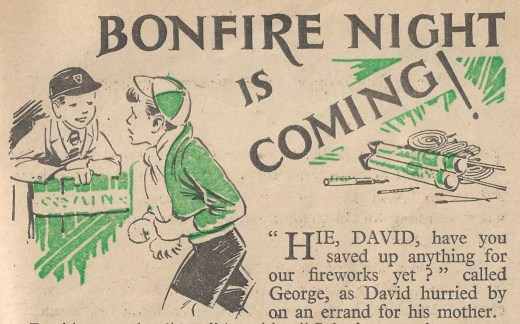 BONFIRE NIGHT
IS
COMING!
"HIE, DAVID, have you
saved up anything for
our fireworks yet?" called
George, as David hurried by
on an errand for his mother.